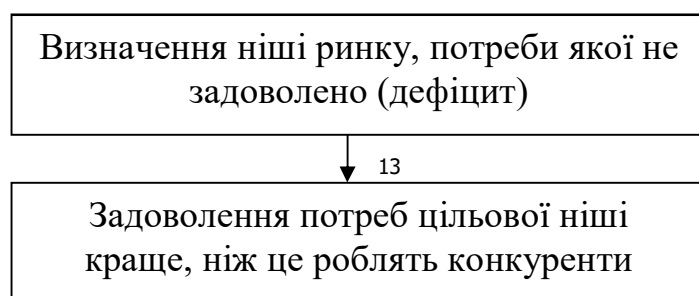 Визначення ніші ринку, потреби якої не
задоволено (дефіцит)
13
Задоволення потреб цільової ніші
краще, ніж це роблять конкуренти